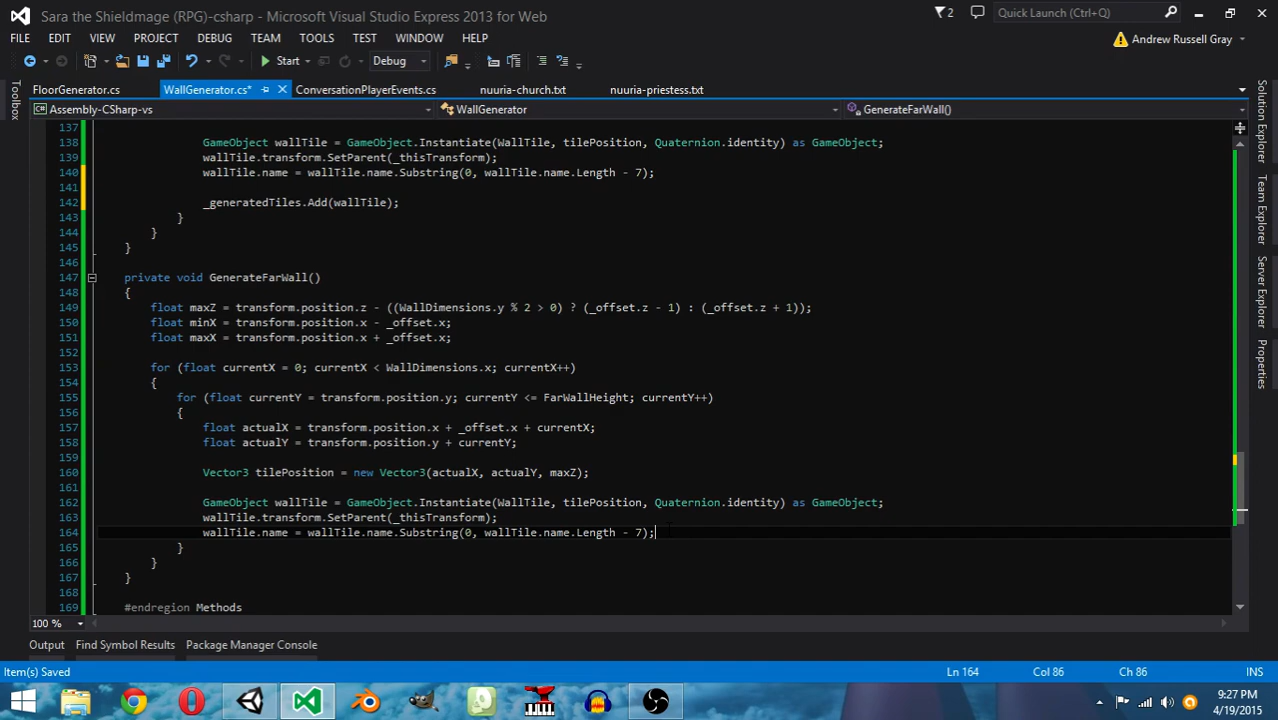 Sara the Shieldmage (RPG)-csharp - Microsoft Visual Studio Express 2013 for Web
2
Quick Launch (Ctrl+Q)
FILE EDIT VIEW PROJECT DEBUG TEAM TOOLS TEST WINDOW HELP
Andrew Russell Gray
Start Debug
FloorGenerator.cs WallGenerator.cs* ConversationPlayerEvents.cs nuuria-church.txt nuuria-priestess.txt
Assembly-CSharp-vs WallGenerator GenerateFarWall()
Toolbox
Solution Explorer
Team Explorer
Server Explorer
Properties
137
138 GameObject wallTile = GameObject.Instantiate(WallTile, tilePosition, Quaternion.identity) as GameObject;
139 wallTile.transform.SetParent(_thisTransform);
140 wallTile.name = wallTile.name.Substring(0, wallTile.name.Length - 7);
141
142 _generatedTiles.Add(wallTile);
143 }
144 }
145 }
147 private void GenerateFarWall()
148 {
149 float maxZ = transform.position.z - ((WallDimensions.y % 2 > 0) ? (_offset.z - 1) : (_offset.z + 1));
150 float minX = transform.position.x - _offset.x;
151 float maxX = transform.position.x + _offset.x;
152
153 for (float currentX = 0; currentX < WallDimensions.x; currentX++)
154 {
155 for (float currentY = transform.position.y; currentY <= FarWallHeight; currentY++)
156 {
157 float actualX = transform.position.x + _offset.x + currentX;
158 float actualY = transform.position.y + currentY;
159
160 Vector3 tilePosition = new Vector3(actualX, actualY, maxZ);
161
162 GameObject wallTile = GameObject.Instantiate(WallTile, tilePosition, Quaternion.identity) as GameObject;
163 wallTile.transform.SetParent(_thisTransform);
164 wallTile.name = wallTile.name.Substring(0, wallTile.name.Length - 7);
165 }
166 }
167 }
168
169 #endregion Methods
100 %
Output Find Symbol Results Package Manager Console
Item(s) Saved Ln 164 Col 86 Ch 86 INS
9:27 PM
4/19/2015